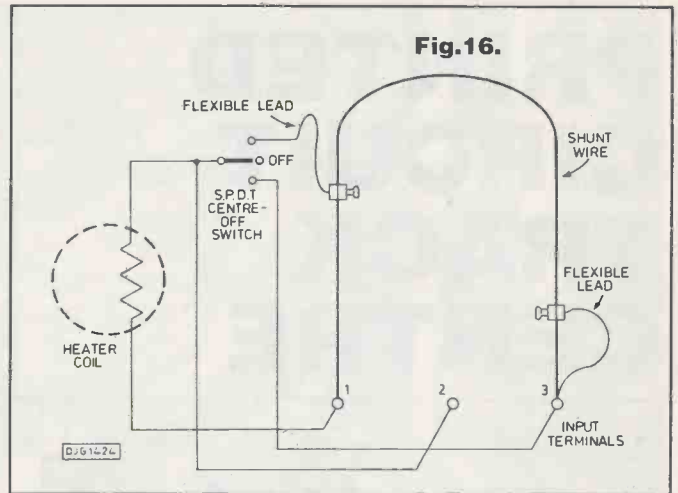 Fig.16.
FLEXIBLE LEAD
OFF
S.P.D.T
CENTRE-
OFF
SWITCH
SHUNT
WIRE
FLEXIBLE
LEAD
HEATER
COIL
1
2
3
INPUT
TERMINALS
DJG1424